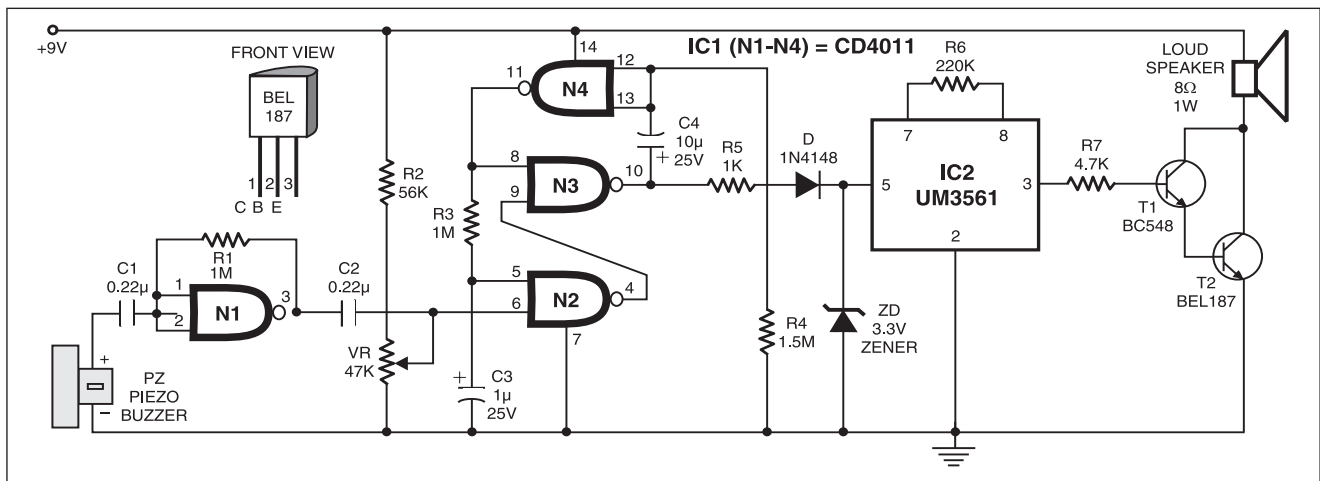 +9V
FRONT VIEW
BEL
187
1 2 3
C B E
IC1 (N1-N4) = CD4011
14
11
N4
12
13
C4
10µ
25V
+
R2
56K
R3
1M
8
9
N3
10
R5
1K
D
1N4148
R6
220K
7
8
IC2
UM3561
5
3
2
R7
4.7K
LOUD
SPEAKER
8Ω
1W
T1
BC548
T2
BEL187
R1
1M
C1
0.22µ
1
2
N1
3
C2
0.22µ
5
6
N2
4
7
VR
47K
+
C3
1µ
25V
R4
1.5M
ZD
3.3V
ZENER
+
PZ
PIEZO
BUZZER
–